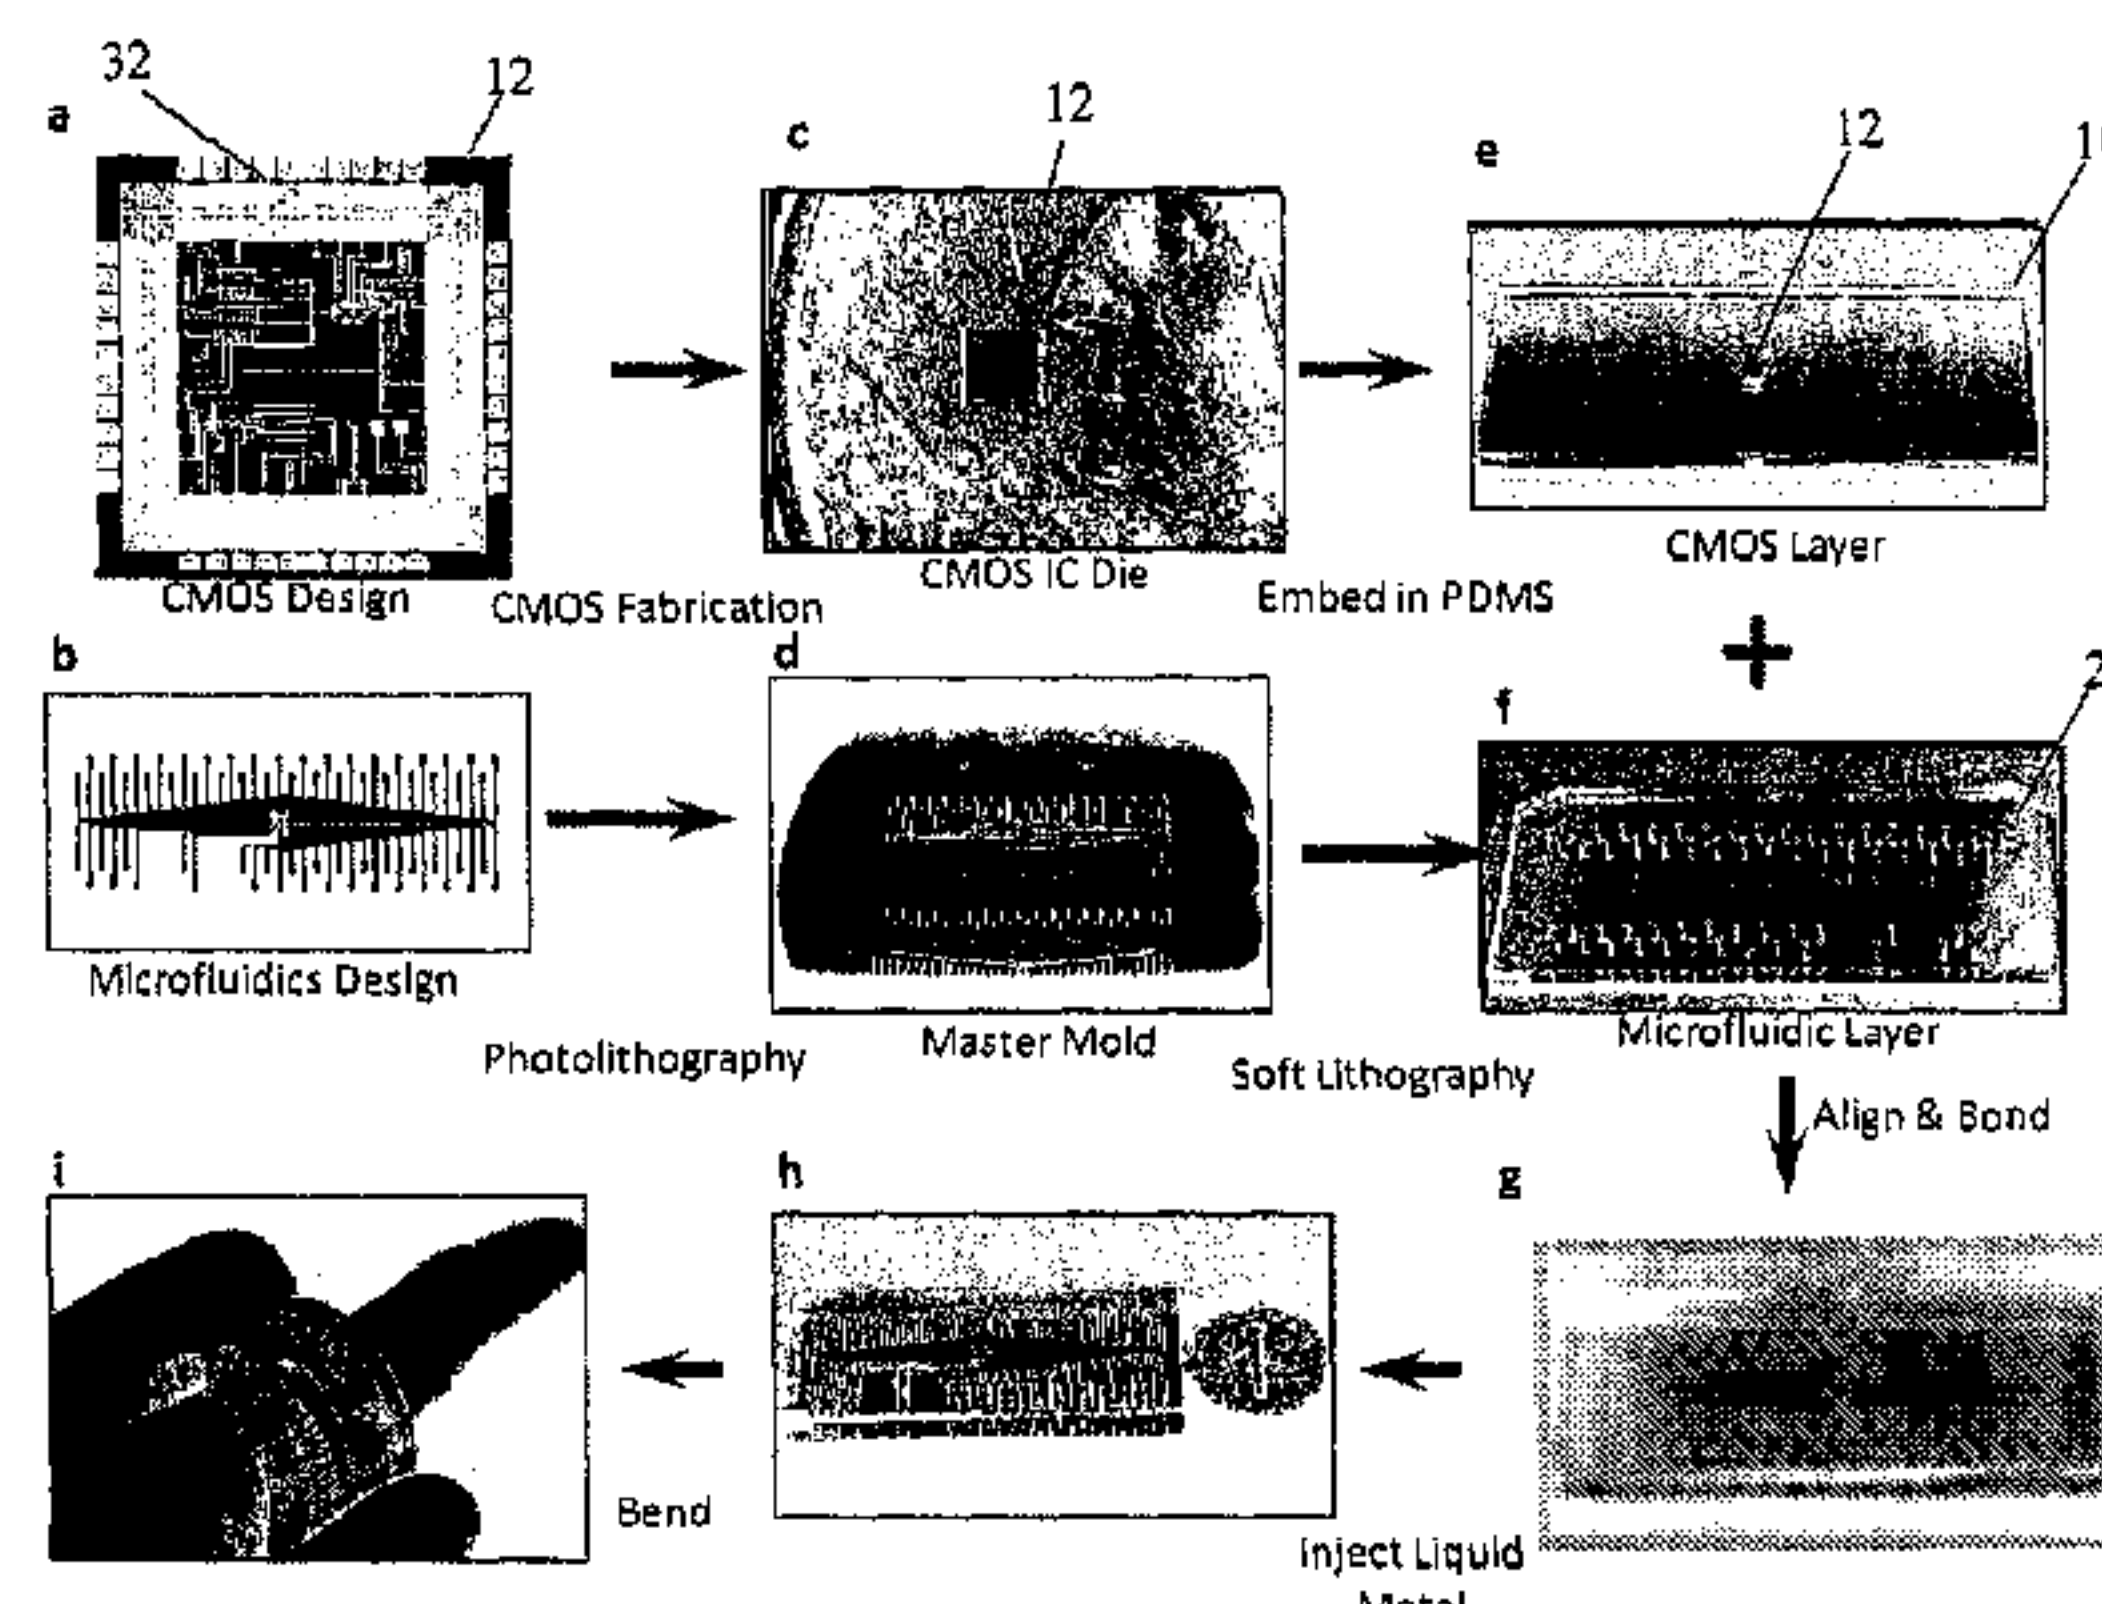 32
12
a
12
c
12
e
CMOS Design
CMOS Fabrication
CMOS IC Die
Embed in PDMS
CMOS Layer
+
b
d
f
Microfluidics Design
Photolithography
Master Mold
Soft Lithography
Microfluidic Layer
Align & Bond
i
h
g
Bend
Inject Liquid